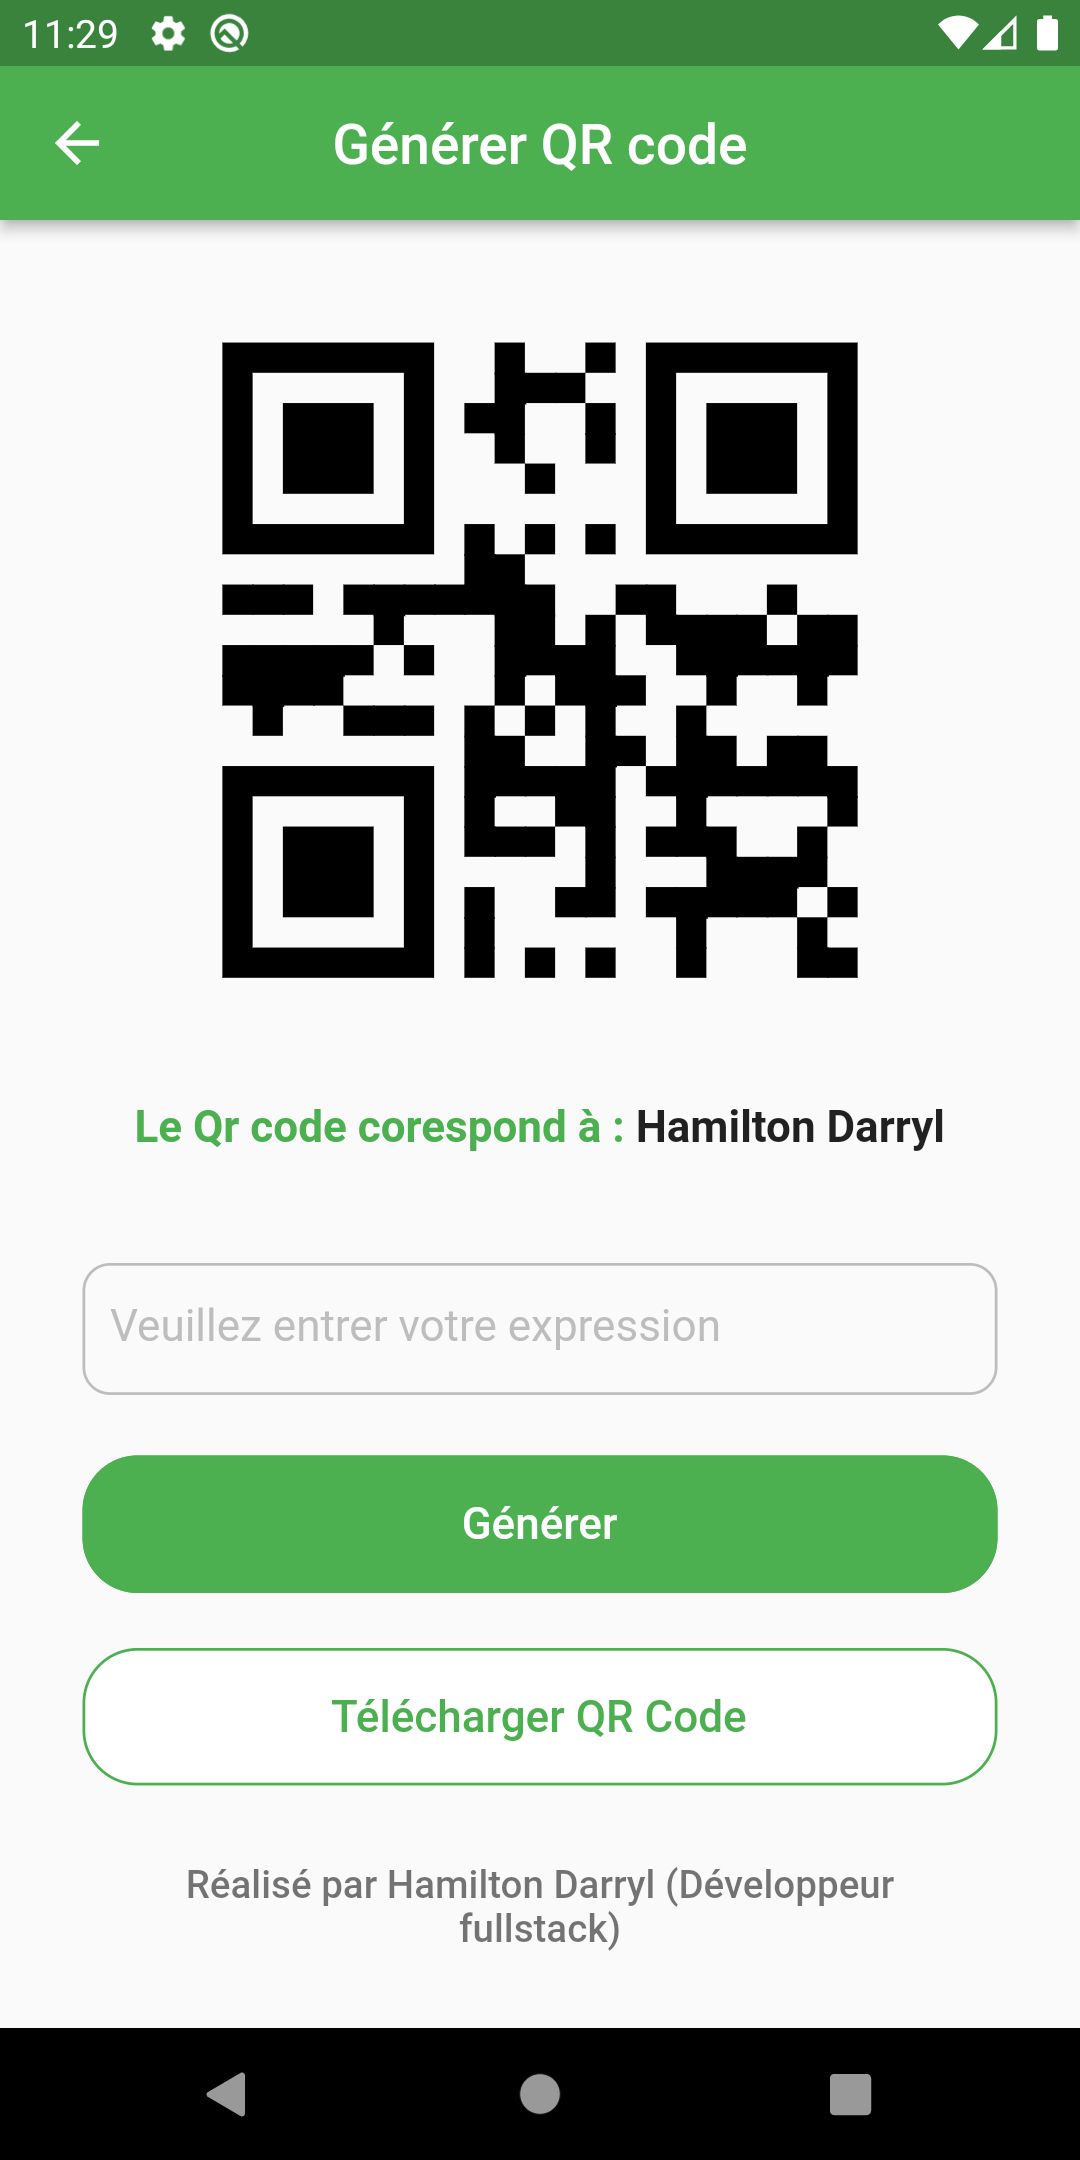 11:29
Générer QR code
Le Qr code corespond à : Hamilton Darryl
Veuillez entrer votre expression
Générer
Télécharger QR Code
Réalisé par Hamilton Darryl (Développeur
fullstack)